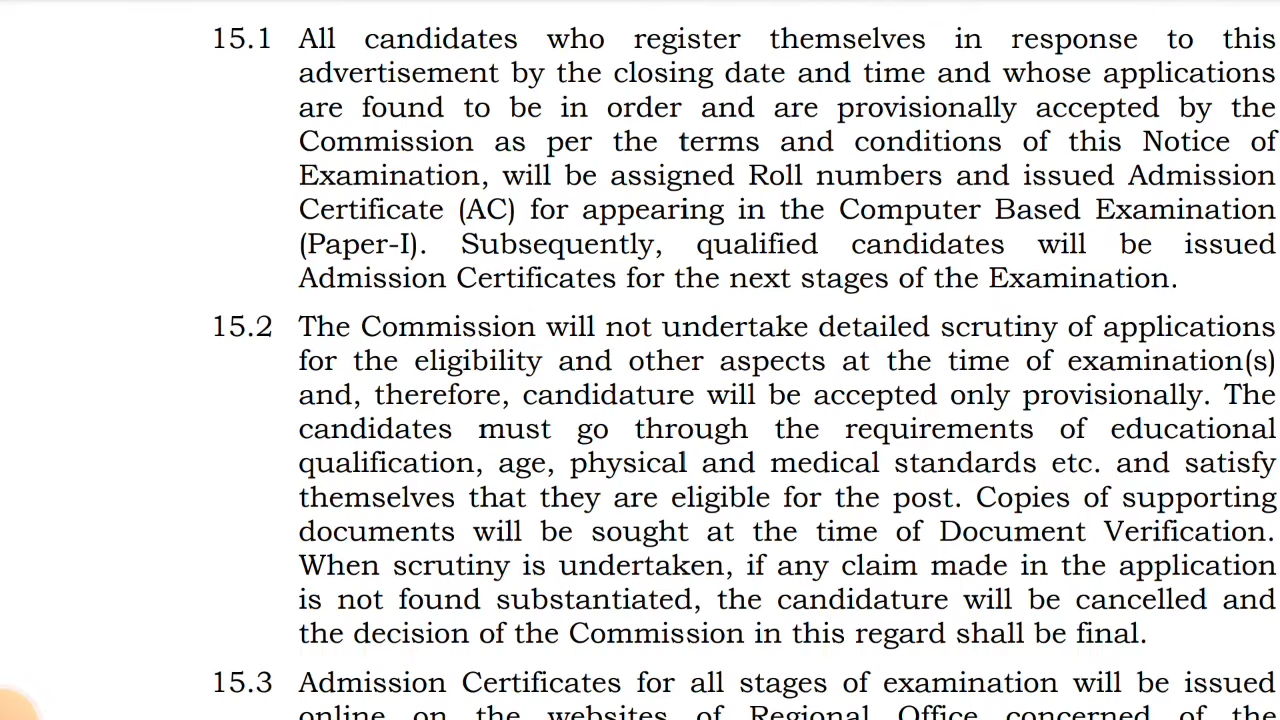 15.1 All candidates who register themselves in response to this
advertisement by the closing date and time and whose applications
are found to be in order and are provisionally accepted by the
Commission as per the terms and conditions of this Notice of
Examination, will be assigned Roll numbers and issued Admission
Certificate (AC) for appearing in the Computer Based Examination
(Paper-I). Subsequently, qualified candidates will be issued
Admission Certificates for the next stages of the Examination.
15.2 The Commission will not undertake detailed scrutiny of applications
for the eligibility and other aspects at the time of examination(s)
and, therefore, candidature will be accepted only provisionally. The
candidates must go through the requirements of educational
qualification, age, physical and medical standards etc. and satisfy
themselves that they are eligible for the post. Copies of supporting
documents will be sought at the time of Document Verification.
When scrutiny is undertaken, if any claim made in the application
is not found substantiated, the candidature will be cancelled and
the decision of the Commission in this regard shall be final.
15.3 Admission Certificates for all stages of examination will be issued
online on the websites of Regional Office concerned of the